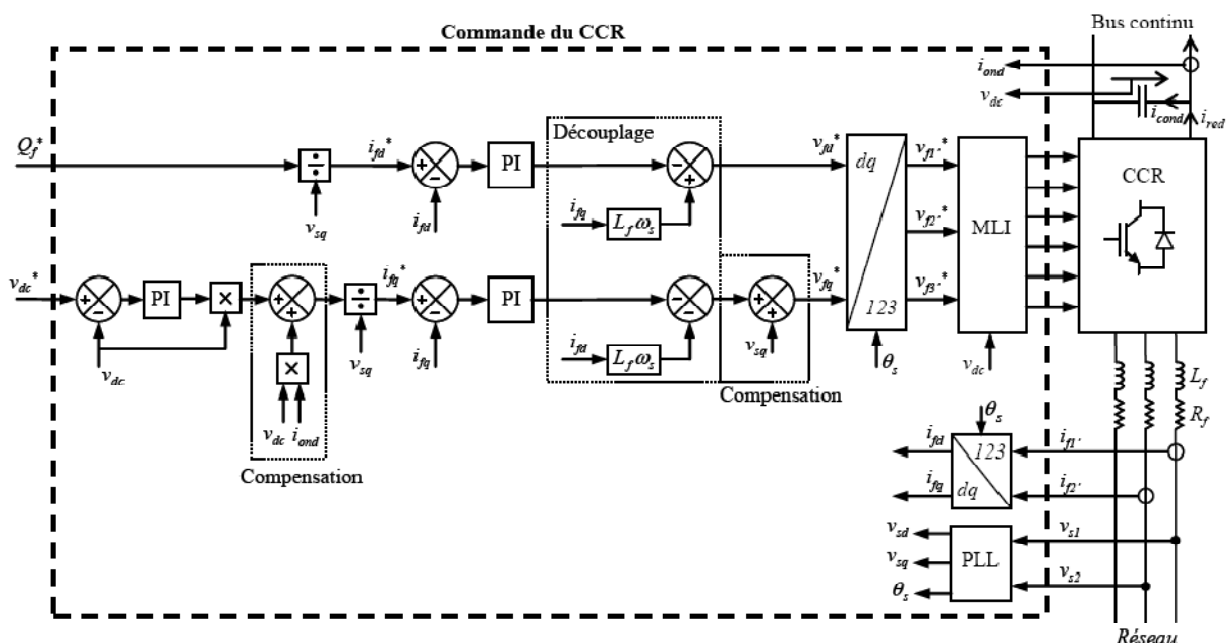 Commande du CCR
Bus continu
i_ond
v_dc
i_cond
i_red
Q_f*
÷
i_fd*
+
-
PI
Découplage
-
+
v_fd*
dq
123
v_f1'*
v_f2'*
v_f3'*
MLI
CCR
v_sq
i_fd
i_fq
L_f ω_s
v_dc*
+
-
PI
×
+
+
÷
i_fq*
+
-
PI
-
-
+
+
v_fq*
v_dc
×
v_dc
i_ond
Compensation
v_sq
i_fq
i_fd
L_f ω_s
v_sq
Compensation
θ_s
v_dc
L_f
R_f
θ_s
i_fd
i_fq
123
dq
i_f1'
i_f2'
v_sd
v_sq
θ_s
PLL
v_s1
v_s2
Réseau